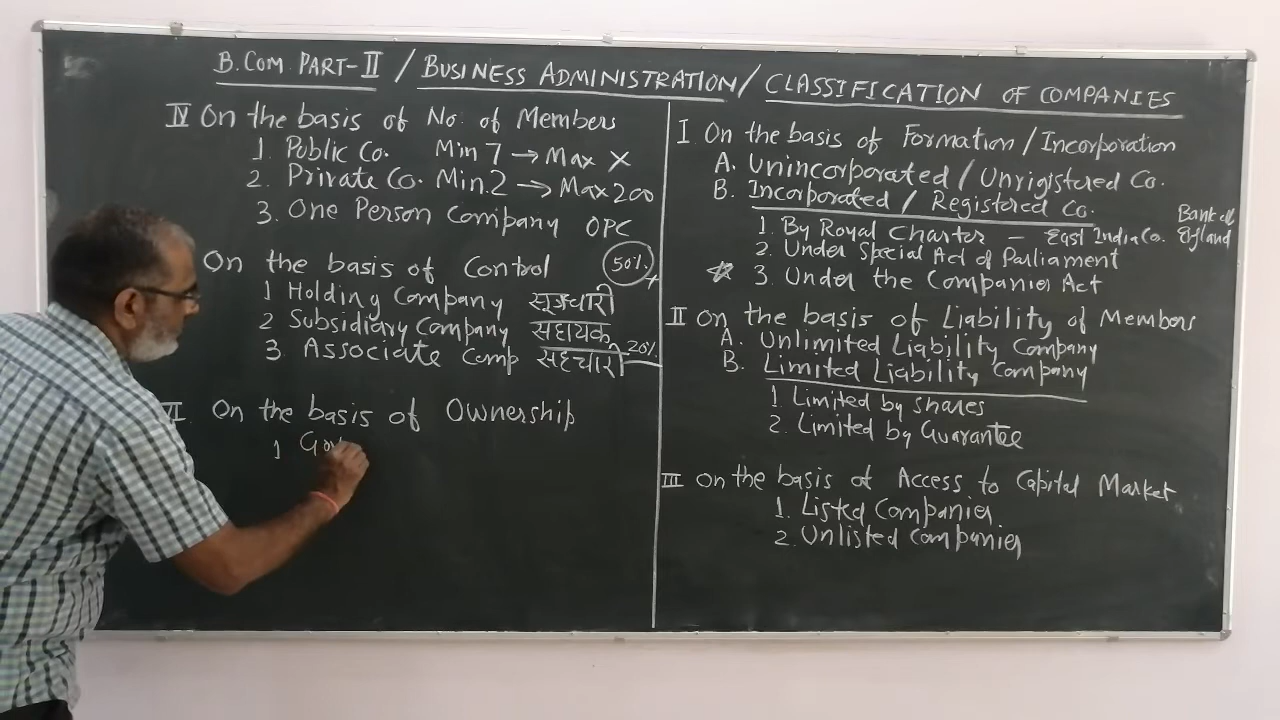 B.COM. PART-II / BUSINESS ADMINISTRATION/ CLASSIFICATION OF COMPANIES
I On the basis of Formation / Incorporation
A. Unincorporated / Unrigistered Co.
B. Incorporated / Registered Co.
1. By Royal Charter – East India Co. Bank of England
2. Under Special Act of Parliament
3. Under the Companies Act
II On the basis of Liability of Members
A. Unlimited Liability Company
B. Limited Liability Company
1 Limited by shares
2. Limited by Guarantee
III On the basis of Access to Capital Market
1. Listed Companies
2. Unlisted Companies
IV On the basis of No. of Members
1. Public Co. Min 7 → Max X
2. Private Co. Min.2 → Max 200
3. One Person Company OPC
On the basis of Control 50%
1 Holding Company सूत्रधारी
2 Subsidiary Company सहायक
3. Associate Comp सहचारी 20%
On the basis of Ownership
1 Gov